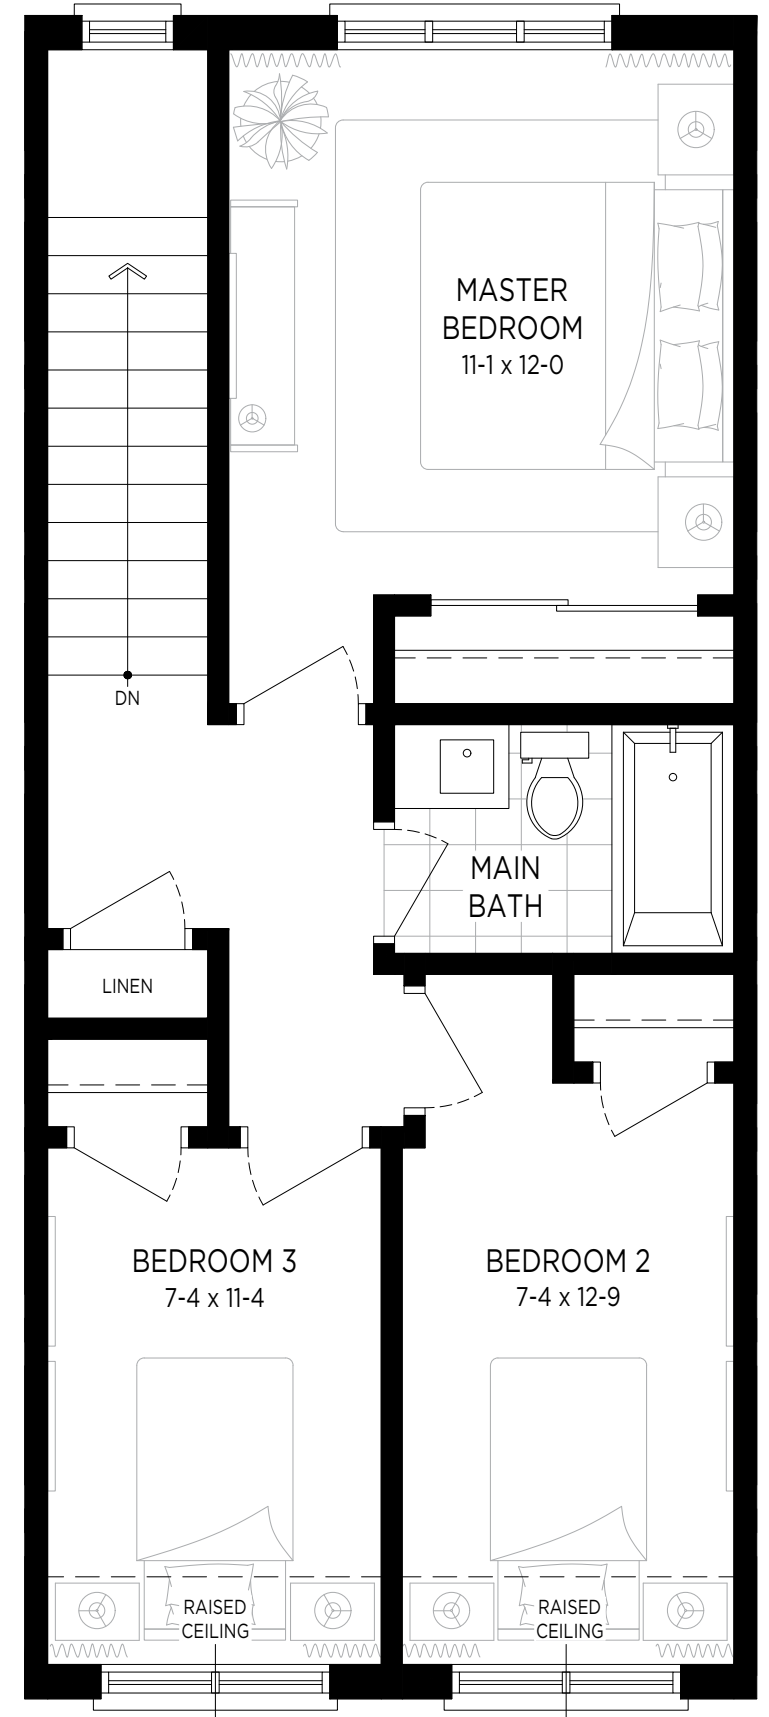 MASTER
BEDROOM
11-1 x 12-0
DN
MAIN
BATH
LINEN
BEDROOM 3
7-4 x 11-4
BEDROOM 2
7-4 x 12-9
RAISED
CEILING
RAISED
CEILING